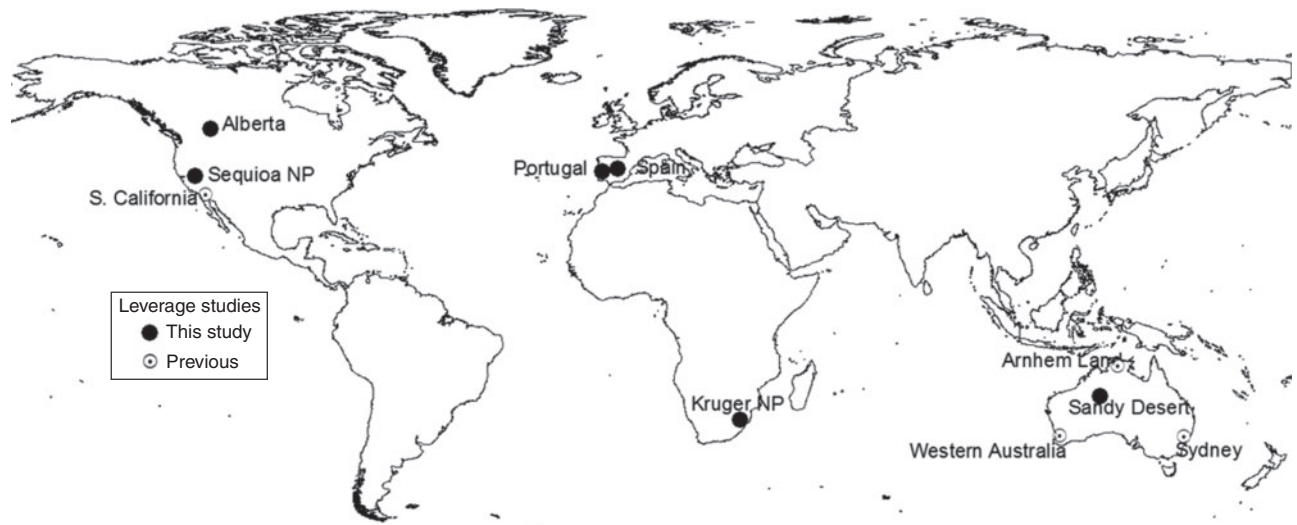 Alberta
Sequioa NP
S. California
Portugal
Spain
Leverage studies
This study
Previous
Arnhem Land
Kruger NP
Sandy Desert
Western Australia
Sydney